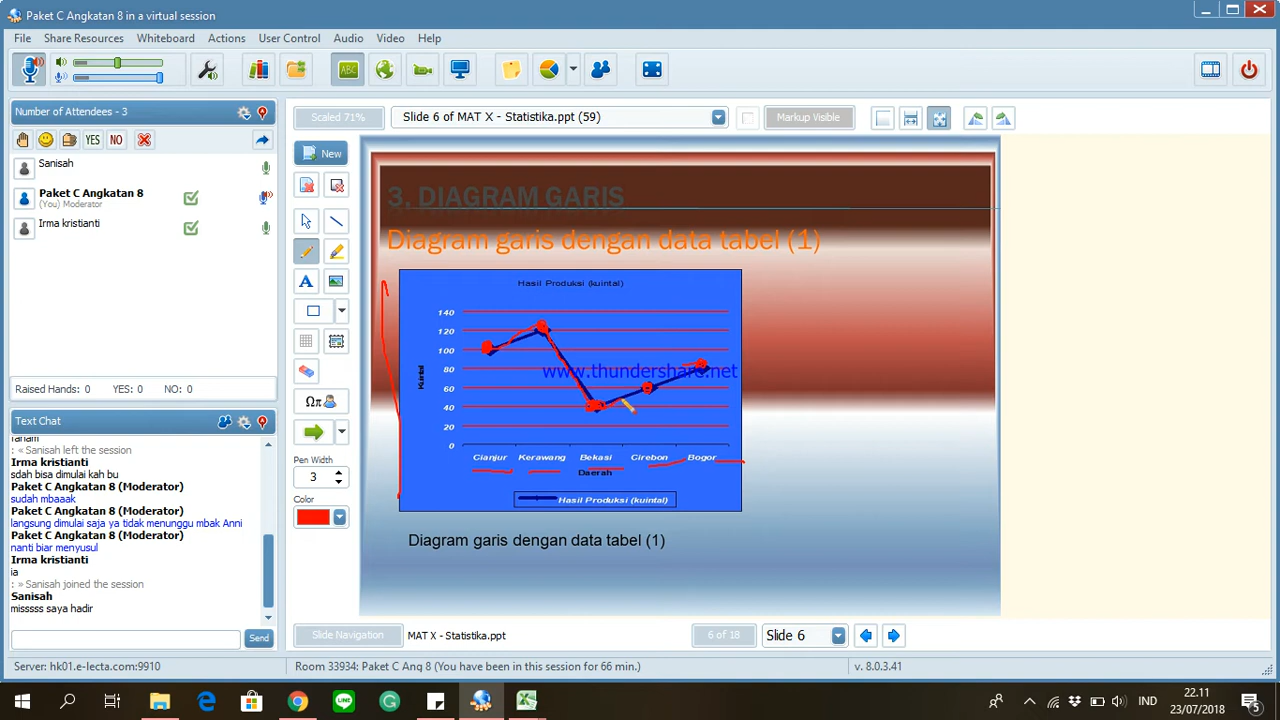 Paket C Angkatan 8 in a virtual session
File Share Resources Whiteboard Actions User Control Audio Video Help
ABC
Number of Attendees - 3
YES NO
Sanisah
Paket C Angkatan 8
(You) Moderator
Irma kristianti
Raised Hands: 0 YES: 0 NO: 0
Text Chat
: « Sanisah left the session
Irma kristianti
sdah bisa dimulai kah bu
Paket C Angkatan 8 (Moderator)
sudah mbaaak
Paket C Angkatan 8 (Moderator)
langsung dimulai saja ya tidak menunggu mbak Anni
Paket C Angkatan 8 (Moderator)
nanti biar menyusul
Irma kristianti
ia
: » Sanisah joined the session
Sanisah
misssss saya hadir
Send
Scaled 71%
Slide 6 of MAT X - Statistika.ppt (59)
Markup Visible
New
A
Ωπ
Pen Width
3
Color
3. DIAGRAM GARIS
Diagram garis dengan data tabel (1)
Hasil Produksi (kuintal)
140
120
100
80
60
40
20
0
Kuintal
www.thundershare.net
Cianjur Kerawang Bekasi Cirebon Bogor
Daerah
Hasil Produksi (kuintal)
Diagram garis dengan data tabel (1)
Slide Navigation
MAT X - Statistika.ppt
6 of 18
Slide 6
Server: hk01.e-lecta.com:9910
Room 33934: Paket C Ang 8 (You have been in this session for 66 min.)
v. 8.0.3.41
LINE
IND
22.11
23/07/2018
5